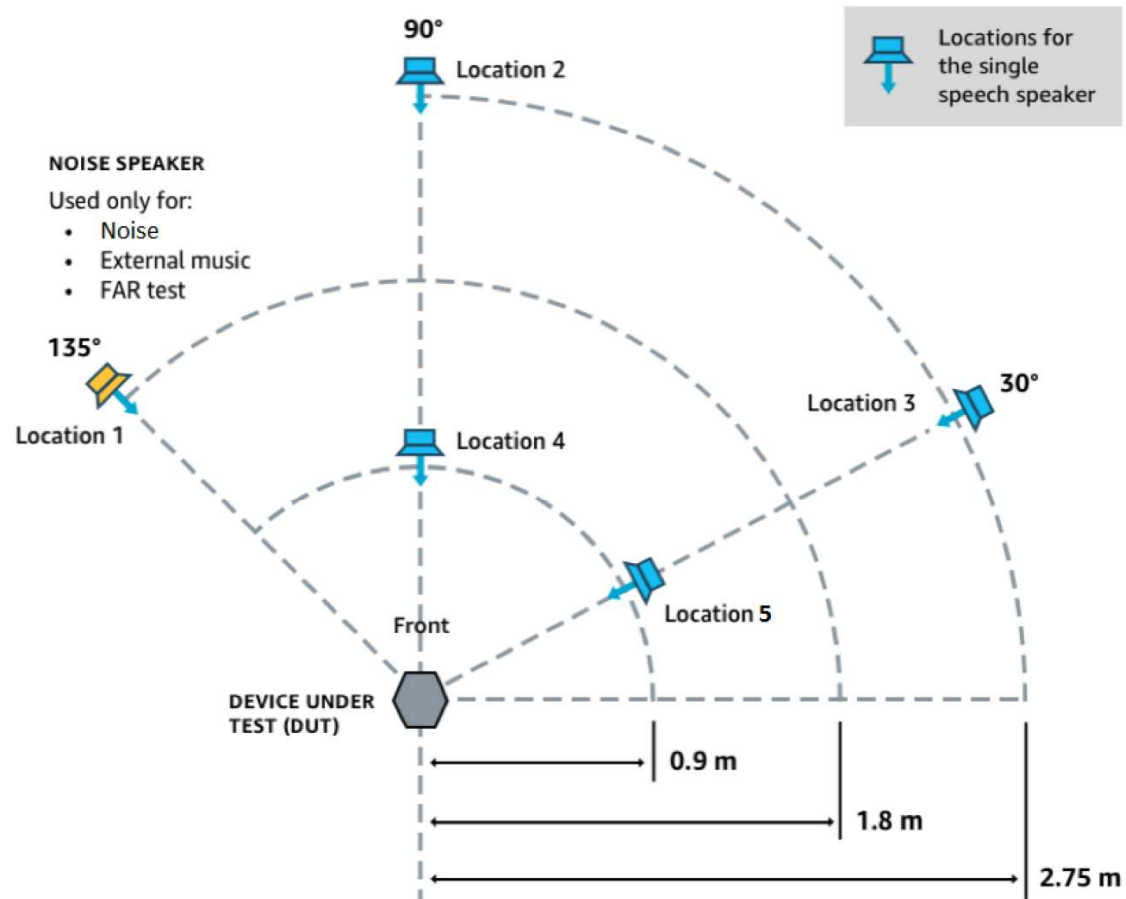 90°
Location 2
Locations for
the single
speech speaker
NOISE SPEAKER
Used only for:
• Noise
• External music
• FAR test
135°
Location 1
Location 4
Location 3
30°
Location 5
Front
DEVICE UNDER
TEST (DUT)
0.9 m
1.8 m
2.75 m